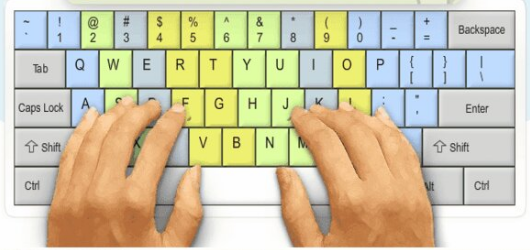 ~ ! @ # $ % ^ & * ( ) _ +
` 1 2 3 4 5 6 7 8 9 0 - = Backspace
Tab Q W E R T Y U I O P { } |
[ ] \
Caps Lock A S D F G H J K L : " Enter
; '
Shift X V B N M Shift
Ctrl Alt Ctrl